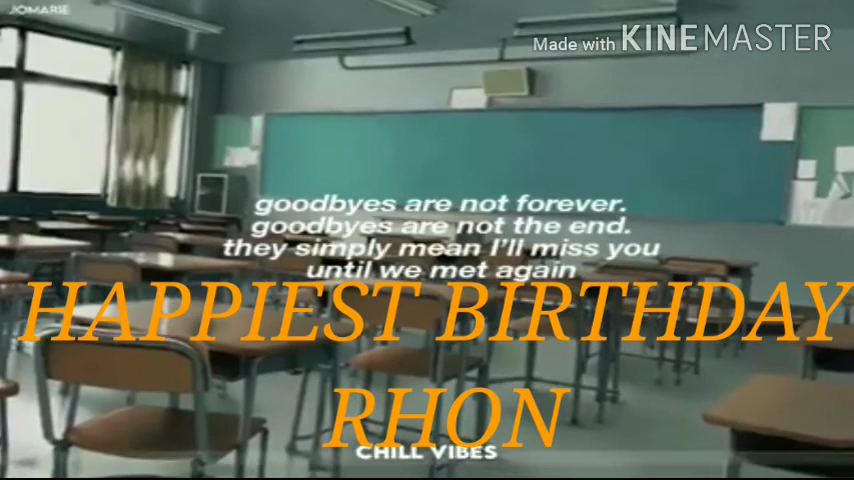 JOMARIE
Made with KINEMASTER
goodbyes are not forever.
goodbyes are not the end.
they simply mean I'll miss you
until we met again
HAPPIEST BIRTHDAY
RHON
CHILL VIBES